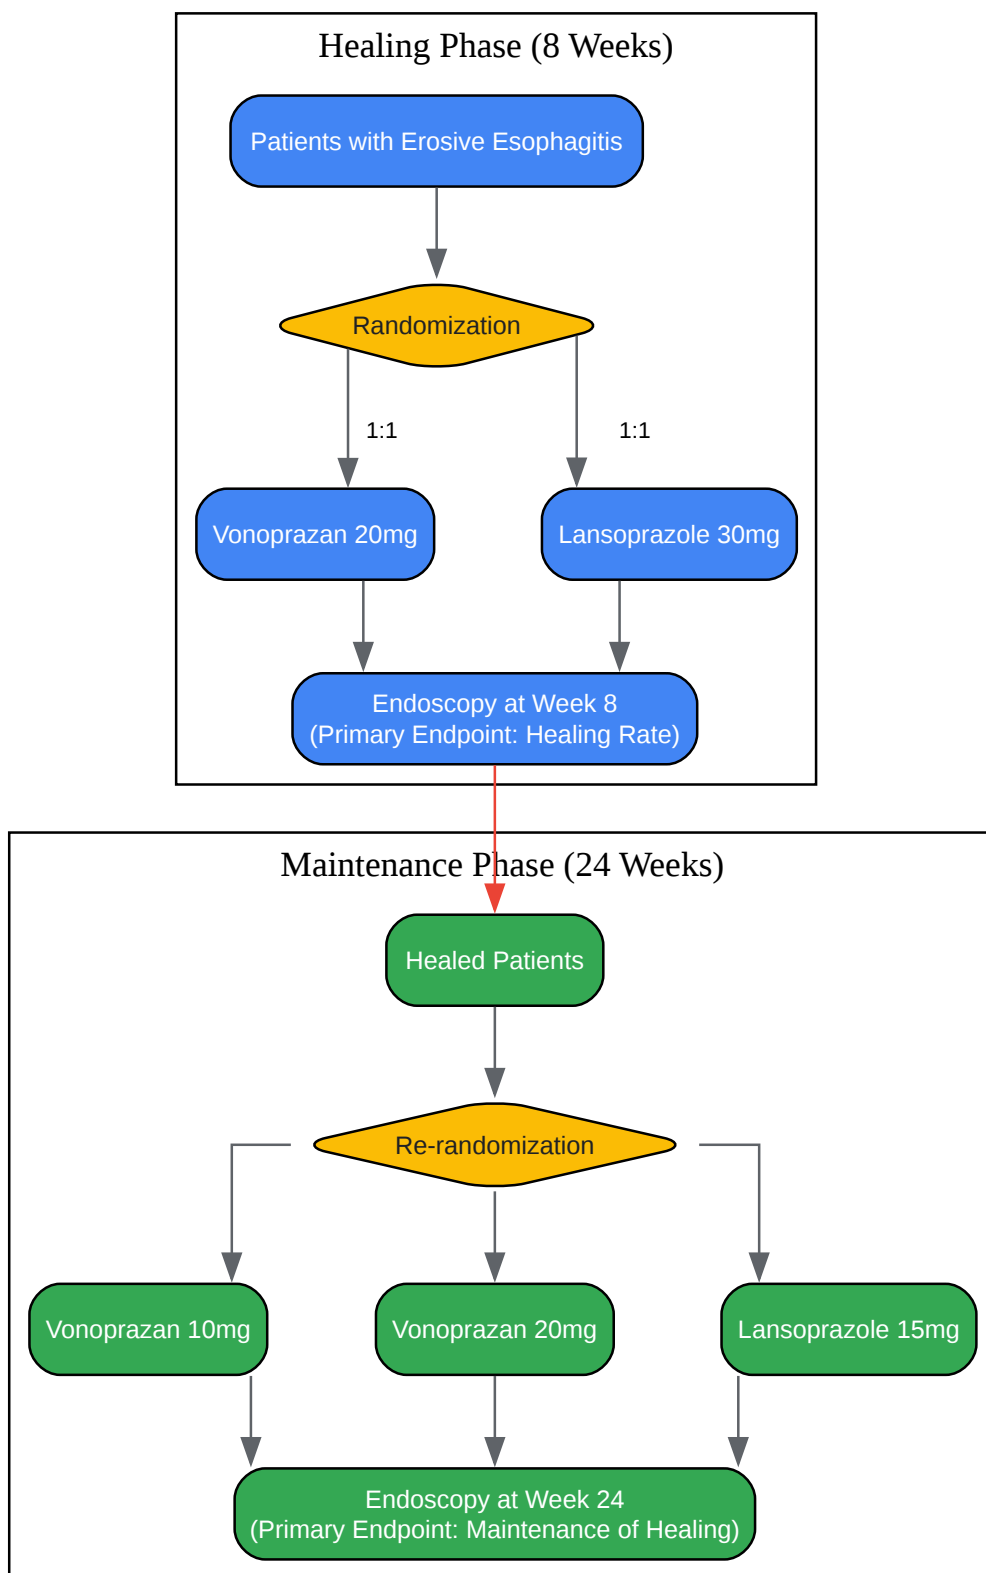 Healing Phase (8 Weeks)
Patients with Erosive Esophagitis
Randomization
1:1
1:1
Vonoprazan 20mg
Lansoprazole 30mg
Endoscopy at Week 8
(Primary Endpoint: Healing Rate)
Maintenance Phase (24 Weeks)
Healed Patients
Re-randomization
Vonoprazan 10mg
Vonoprazan 20mg
Lansoprazole 15mg
Endoscopy at Week 24
(Primary Endpoint: Maintenance of Healing)